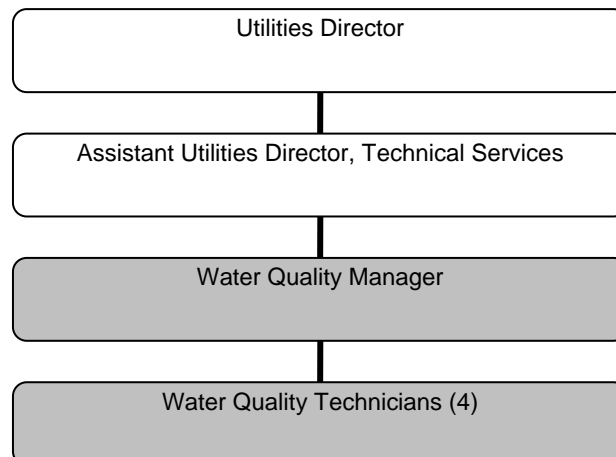 Utilities Director
Assistant Utilities Director, Technical Services
Water Quality Manager
Water Quality Technicians (4)